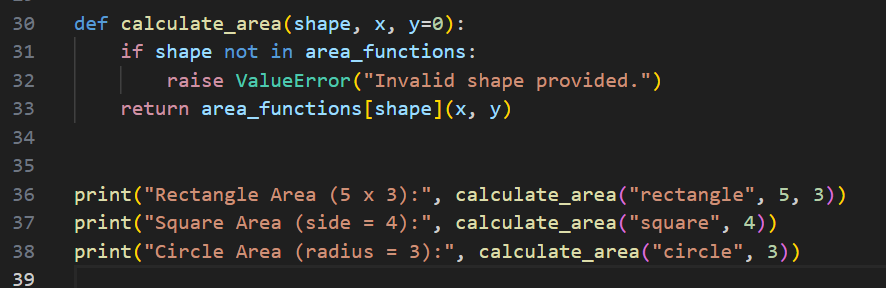 30 def calculate_area(shape, x, y=0):
31     if shape not in area_functions:
32         raise ValueError("Invalid shape provided.")
33     return area_functions[shape](x, y)
34
35
36 print("Rectangle Area (5 x 3):", calculate_area("rectangle", 5, 3))
37 print("Square Area (side = 4):", calculate_area("square", 4))
38 print("Circle Area (radius = 3):", calculate_area("circle", 3))
39